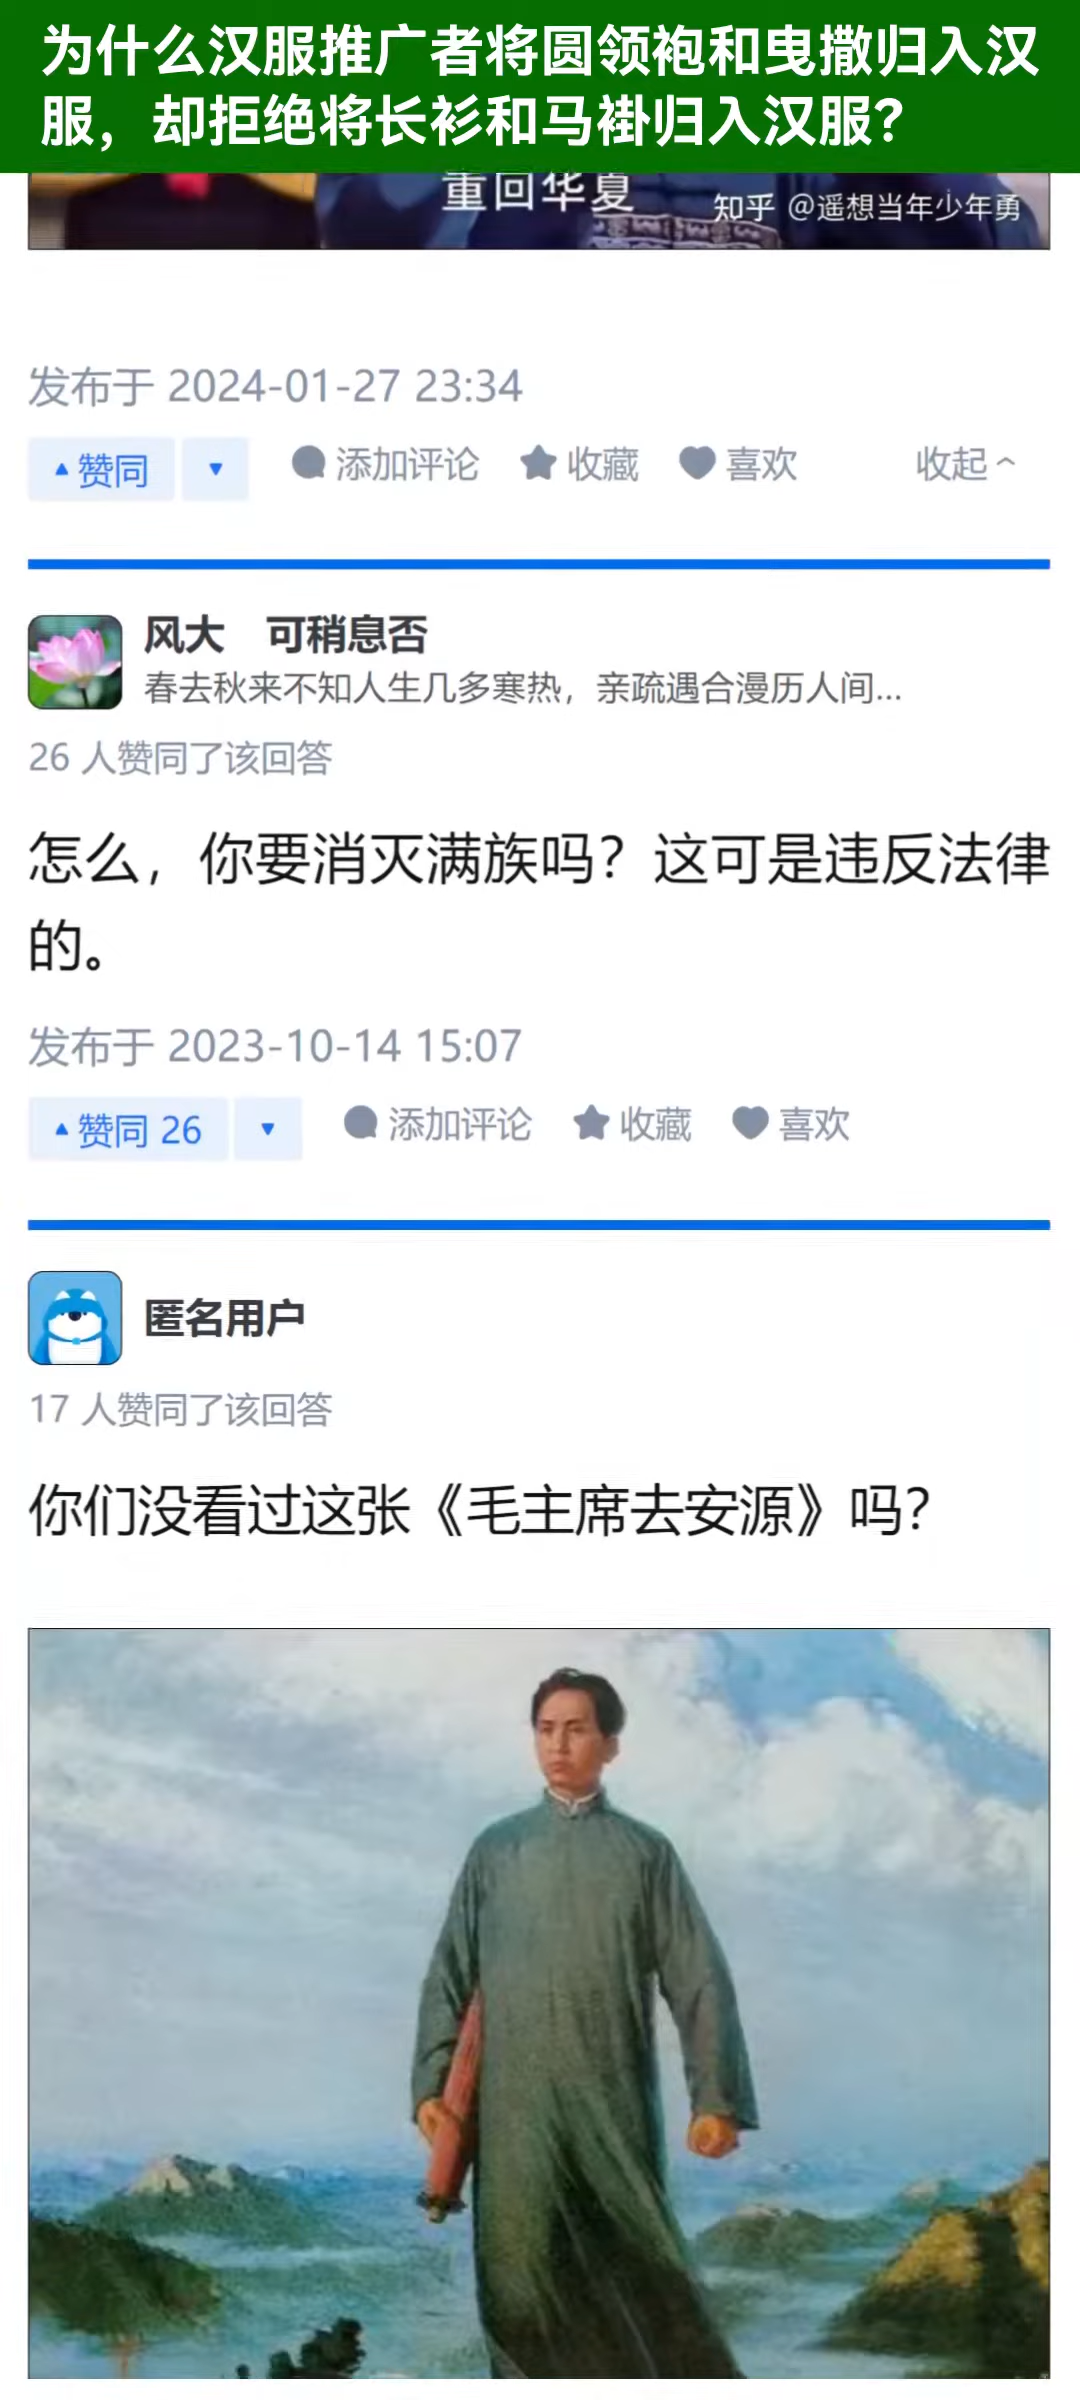 为什么汉服推广者将圆领袍和曳撒归入汉
服，却拒绝将长衫和马褂归入汉服？
重回华夏
知乎 @遥想当年少年勇
发布于 2024-01-27 23:34
赞同
添加评论
收藏
喜欢
收起
风大　可稍息否
春去秋来不知人生几多寒热，亲疏遇合漫历人间...
26 人赞同了该回答
怎么，你要消灭满族吗？这可是违反法律
的。
发布于 2023-10-14 15:07
赞同 26
添加评论
收藏
喜欢
匿名用户
17 人赞同了该回答
你们没看过这张《毛主席去安源》吗？